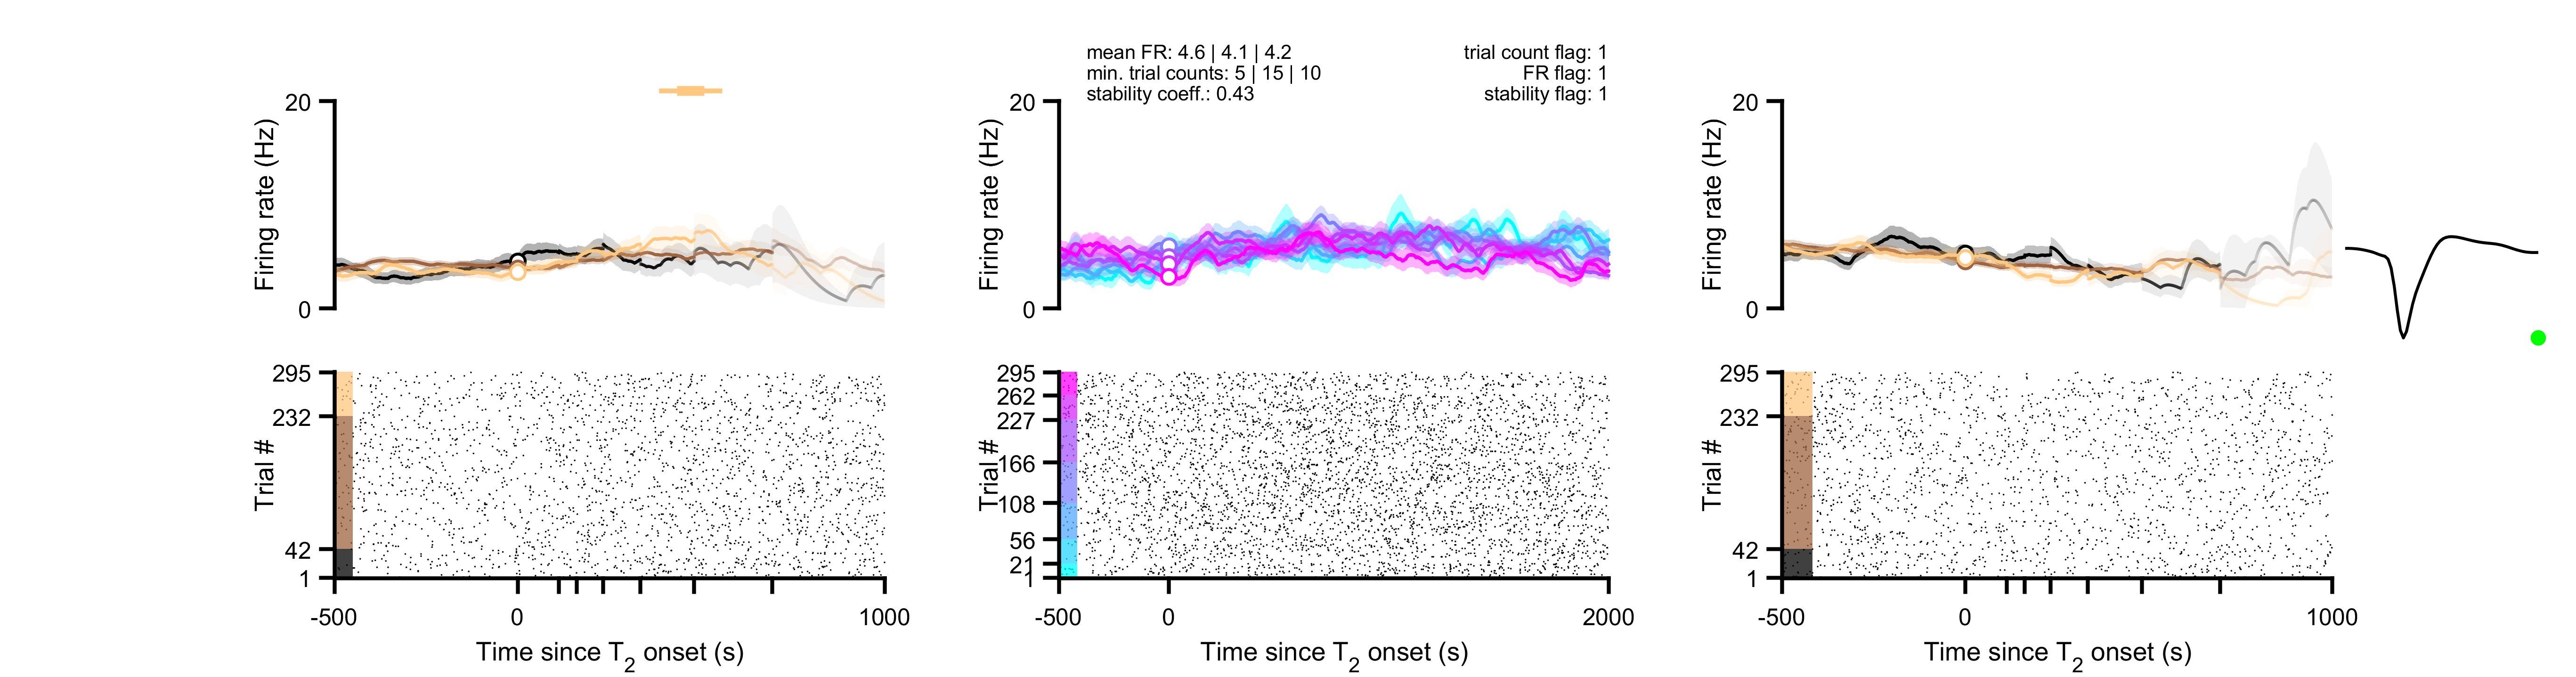 mean FR: 4.6 | 4.1 | 4.2
min. trial counts: 5 | 15 | 10
stability coeff.: 0.43
trial count flag: 1
FR flag: 1
stability flag: 1
20
0
Firing rate (Hz)
295
232
42
1
Trial #
-500
0
1000
Time since T2 onset (s)
20
0
Firing rate (Hz)
295
262
227
166
108
56
21
1
Trial #
-500
0
2000
Time since T2 onset (s)
20
0
Firing rate (Hz)
295
232
42
1
Trial #
-500
0
1000
Time since T2 onset (s)